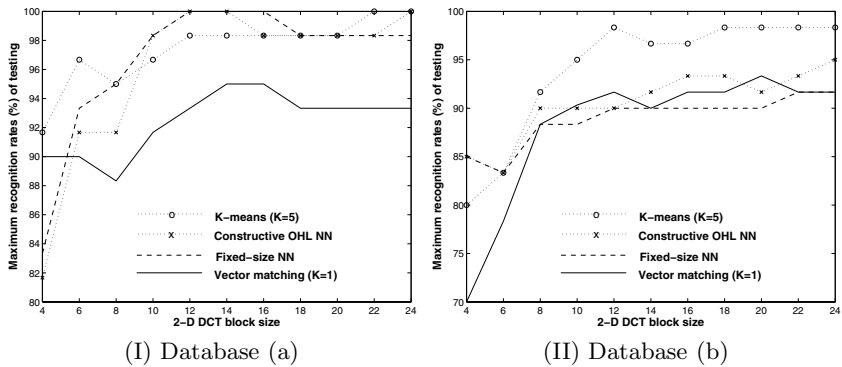 Maximum recognition rates (%) of testing
100
98
96
94
92
90
88
86
84
82
80
4 6 8 10 12 14 16 18 20 22 24
2-D DCT block size
K-means (K=5)
Constructive OHL NN
Fixed-size NN
Vector matching (K=1)
(I) Database (a)
Maximum recognition rates (%) of testing
100
95
90
85
80
75
70
4 6 8 10 12 14 16 18 20 22 24
2-D DCT block size
K-means (K=5)
Constructive OHL NN
Fixed-size NN
Vector matching (K=1)
(II) Database (b)